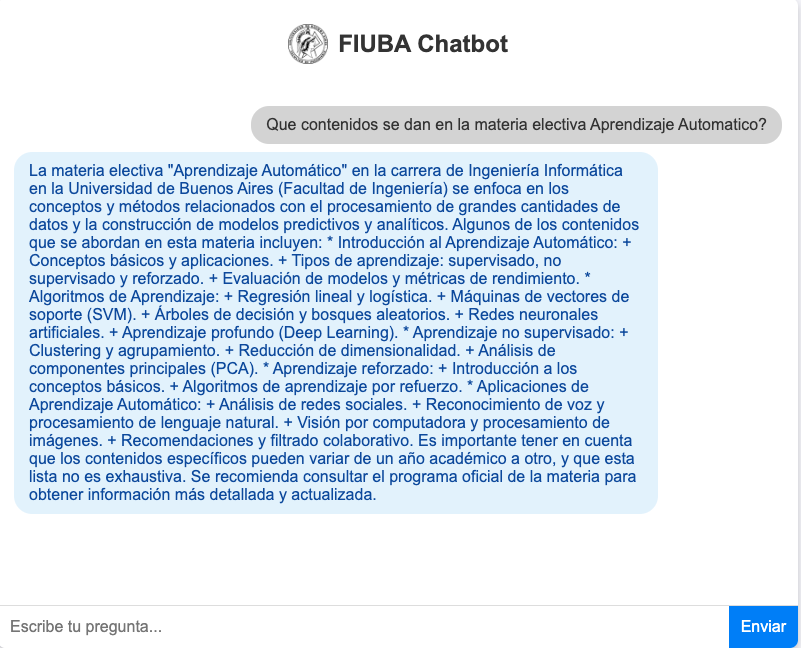 FIUBA Chatbot
Que contenidos se dan en la materia electiva Aprendizaje Automatico?
La materia electiva "Aprendizaje Automático" en la carrera de Ingeniería Informática
en la Universidad de Buenos Aires (Facultad de Ingeniería) se enfoca en los
conceptos y métodos relacionados con el procesamiento de grandes cantidades de
datos y la construcción de modelos predictivos y analíticos. Algunos de los contenidos
que se abordan en esta materia incluyen: * Introducción al Aprendizaje Automático: +
Conceptos básicos y aplicaciones. + Tipos de aprendizaje: supervisado, no
supervisado y reforzado. + Evaluación de modelos y métricas de rendimiento. *
Algoritmos de Aprendizaje: + Regresión lineal y logística. + Máquinas de vectores de
soporte (SVM). + Árboles de decisión y bosques aleatorios. + Redes neuronales
artificiales. + Aprendizaje profundo (Deep Learning). * Aprendizaje no supervisado: +
Clustering y agrupamiento. + Reducción de dimensionalidad. + Análisis de
componentes principales (PCA). * Aprendizaje reforzado: + Introducción a los
conceptos básicos. + Algoritmos de aprendizaje por refuerzo. * Aplicaciones de
Aprendizaje Automático: + Análisis de redes sociales. + Reconocimiento de voz y
procesamiento de lenguaje natural. + Visión por computadora y procesamiento de
imágenes. + Recomendaciones y filtrado colaborativo. Es importante tener en cuenta
que los contenidos específicos pueden variar de un año académico a otro, y que esta
lista no es exhaustiva. Se recomienda consultar el programa oficial de la materia para
obtener información más detallada y actualizada.
Escribe tu pregunta...
Enviar